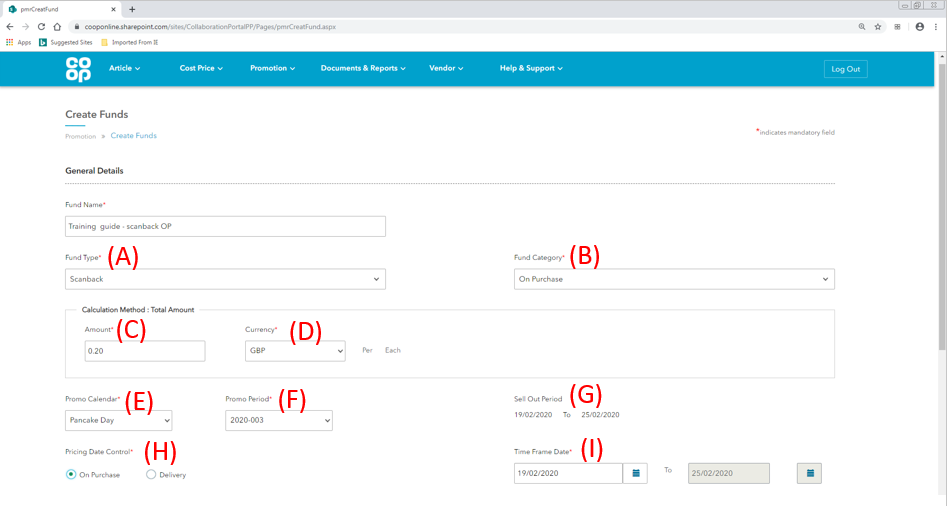 pmrCreatFund
cooponline.sharepoint.com/sites/CollaborationPortalPP/Pages/pmrCreatFund.aspx
Apps Suggested Sites Imported From IE
CO OP
Article Cost Price Promotion Documents & Reports Vendor Help & Support Log Out
Create Funds
Promotion » Create Funds
*indicates mandatory field
General Details
Fund Name*
Training guide - scanback OP
Fund Type* (A) Fund Category* (B)
Scanback On Purchase
Calculation Method : Total Amount
Amount* (C) Currency* (D)
0.20 GBP Per Each
Promo Calendar* (E) Promo Period* (F) Sell Out Period (G)
Pancake Day 2020-003 19/02/2020 To 25/02/2020
Pricing Date Control* (H) Time Frame Date* (I)
On Purchase Delivery 19/02/2020 To 25/02/2020